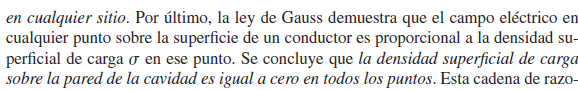 en cualquier sitio. Por último, la ley de Gauss demuestra que el campo eléctrico en
cualquier punto sobre la superficie de un conductor es proporcional a la densidad su-
perficial de carga σ en ese punto. Se concluye que la densidad superficial de carga
sobre la pared de la cavidad es igual a cero en todos los puntos. Esta cadena de razo-